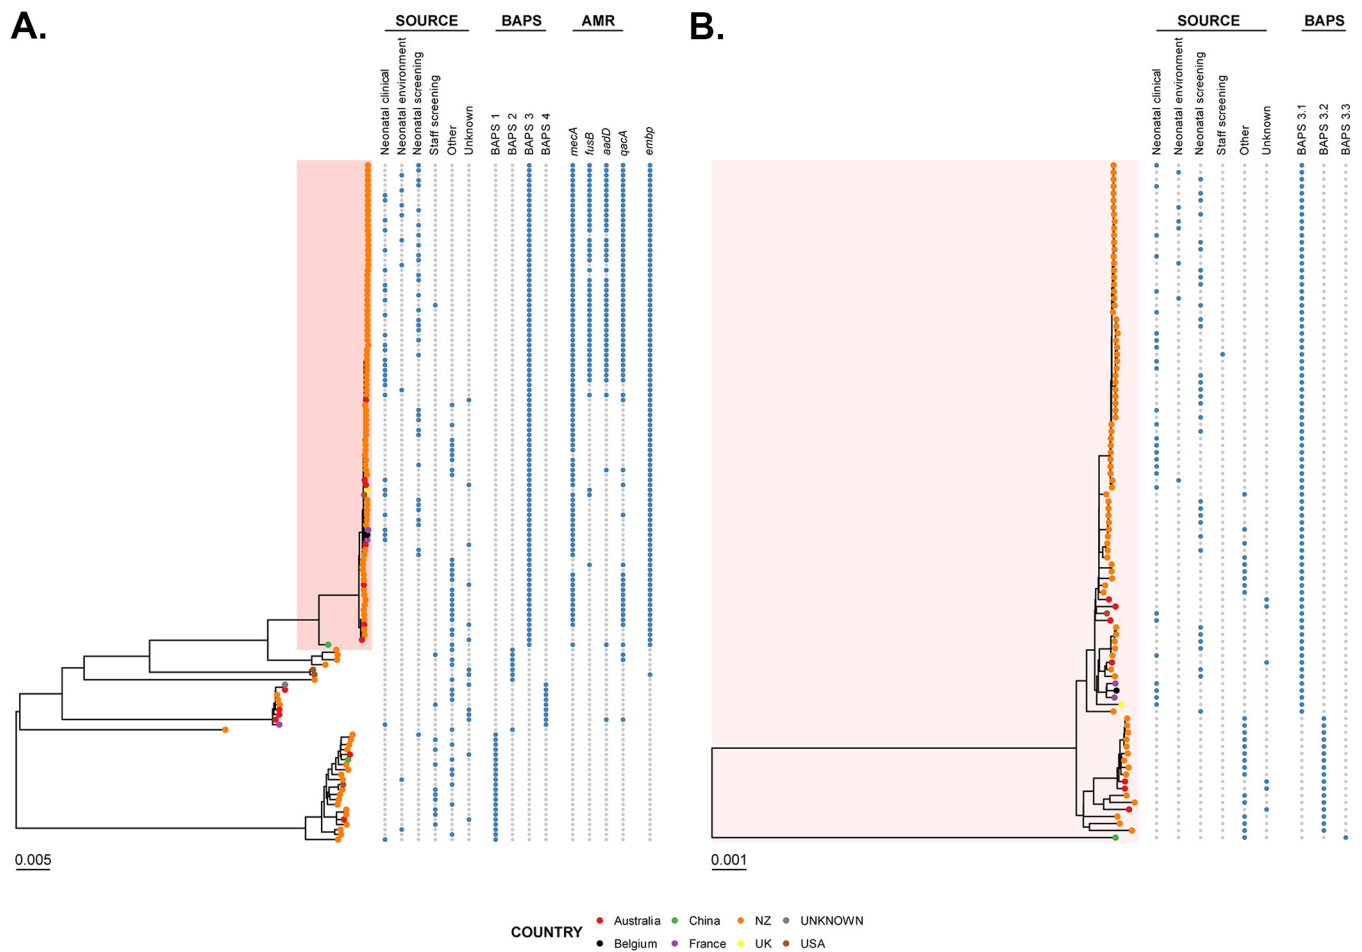 A.
SOURCE BAPS AMR
Neonatal clinical
Neonatal environment
Neonatal screening
Staff screening
Other
Unknown
BAPS 1
BAPS 2
BAPS 3
BAPS 4
mecA
fusB
aadD
qacA
embp
0.005
B.
SOURCE BAPS
Neonatal clinical
Neonatal environment
Neonatal screening
Staff screening
Other
Unknown
BAPS 3.1
BAPS 3.2
BAPS 3.3
0.001
COUNTRY
Australia China NZ UNKNOWN
Belgium France UK USA